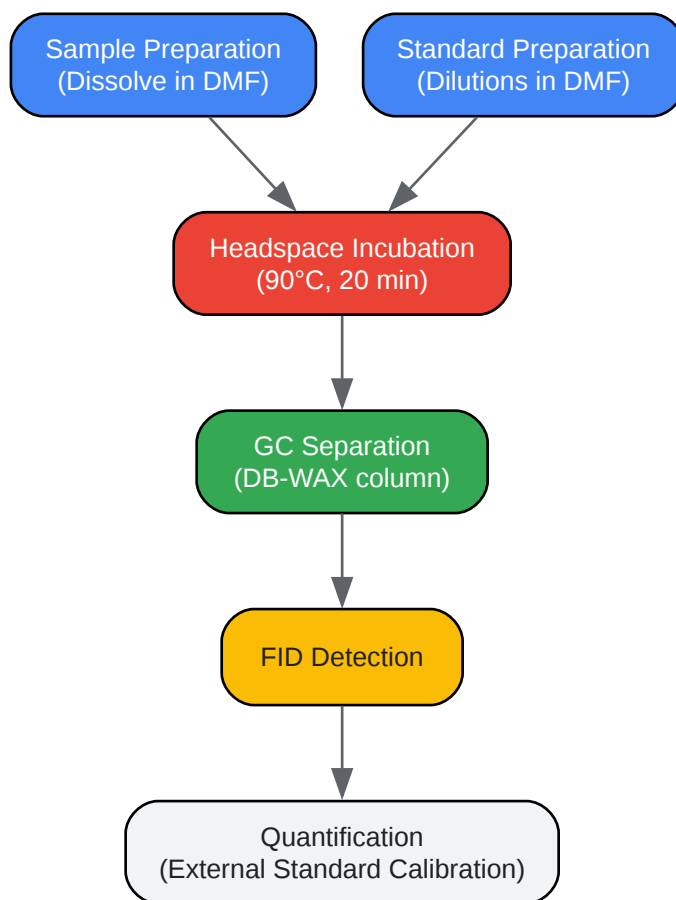 Sample Preparation
(Dissolve in DMF)
Standard Preparation
(Dilutions in DMF)
Headspace Incubation
(90°C, 20 min)
GC Separation
(DB-WAX column)
FID Detection
Quantification
(External Standard Calibration)